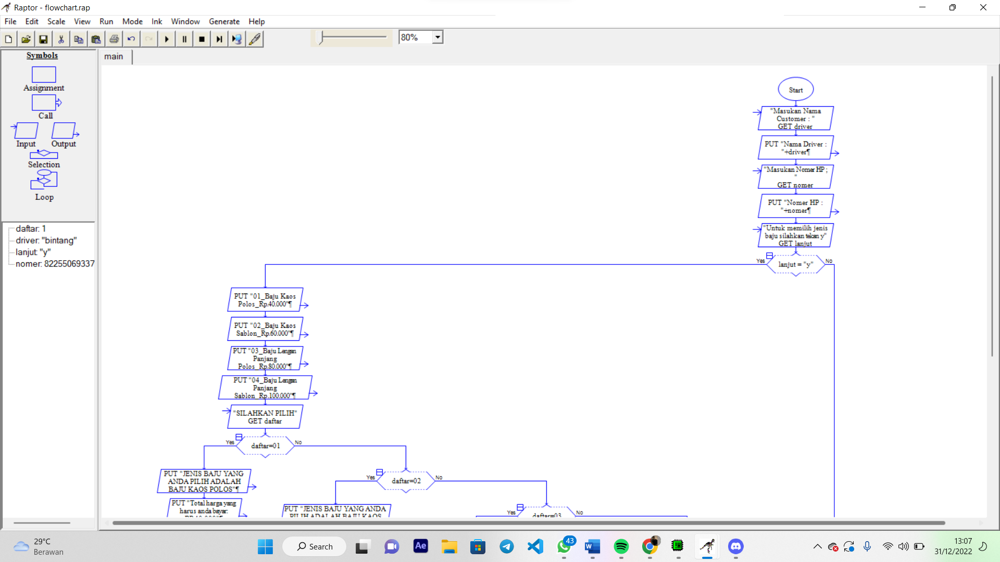 Raptor - flowchart.rap
File Edit Scale View Run Mode Ink Window Generate Help
80%
Symbols
Assignment
Call
Input Output
Selection
Loop
daftar: 1
driver: "bintang"
lanjut: "y"
nomer: 82255069337
main
Start
"Masukan Nama
Customer : "
GET driver
PUT "Nama Driver :
"+driver¶
"Masukan Nomer HP ;
"
GET nomer
PUT "Nomer HP :
"+nomer¶
"Untuk memilih jenis
baju silahkan tekan y"
GET lanjut
Yes
lanjut = "y"
No
PUT "01_Baju Kaos
Polos_Rp.40.000"¶
PUT "02_Baju Kaos
Sablon_Rp.60.000"¶
PUT "03_Baju Lengan
Panjang
Polos_Rp.80.000"¶
PUT "04_Baju Lengan
Panjang
Sablon_Rp.100.000"¶
"SILAHKAN PILIH"
GET daftar
Yes
daftar=01
No
PUT "JENIS BAJU YANG
ANDA PILIH ADALAH
BAJU KAOS POLOS"¶
PUT "Total harga yang
harus anda bayar:
Yes
daftar=02
No
PUT "JENIS BAJU YANG ANDA
PILIH ADALAH BAJU KAOS
Yes
daftar=03
No
29°C
Berawan
Search
Ae
43
13:07
31/12/2022